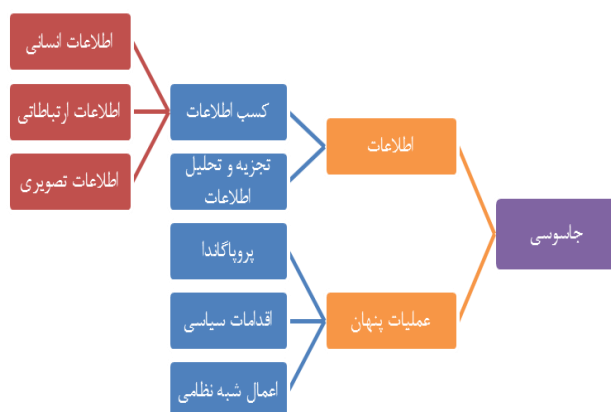 جاسوسی
اطلاعات
عملیات پنهان
کسب اطلاعات
تجزیه و تحلیل
اطلاعات
پروپاگاندا
اقدامات سیاسی
اعمال شبه نظامی
اطلاعات انسانی
اطلاعات ارتباطاتی
اطلاعات تصویری